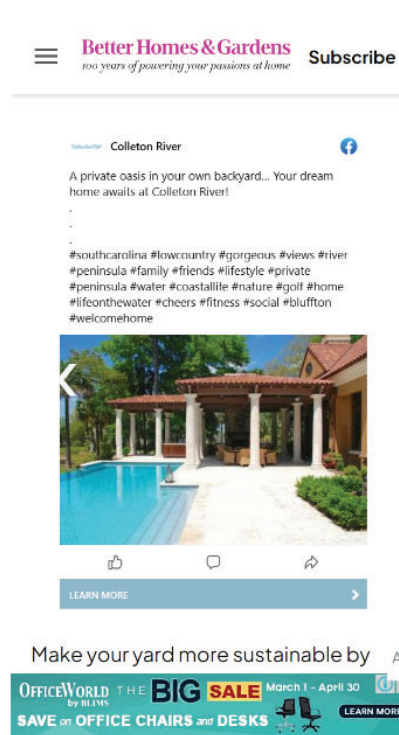 Better Homes & Gardens
100 years of powering your passions at home
Subscribe
Colleton River
A private oasis in your own backyard... Your dream
home awaits at Colleton River!
.
.
.
#southcarolina #lowcountry #gorgeous #views #river
#peninsula #family #friends #lifestyle #private
#peninsula #water #coastallife #nature #golf #home
#lifeonthewater #cheers #fitness #social #bluffton
#welcomehome
LEARN MORE
Make your yard more sustainable by
OFFICEWORLD THE BIG SALE March 1 - April 30
by BLIMS
SAVE on OFFICE CHAIRS and DESKS
LEARN MORE